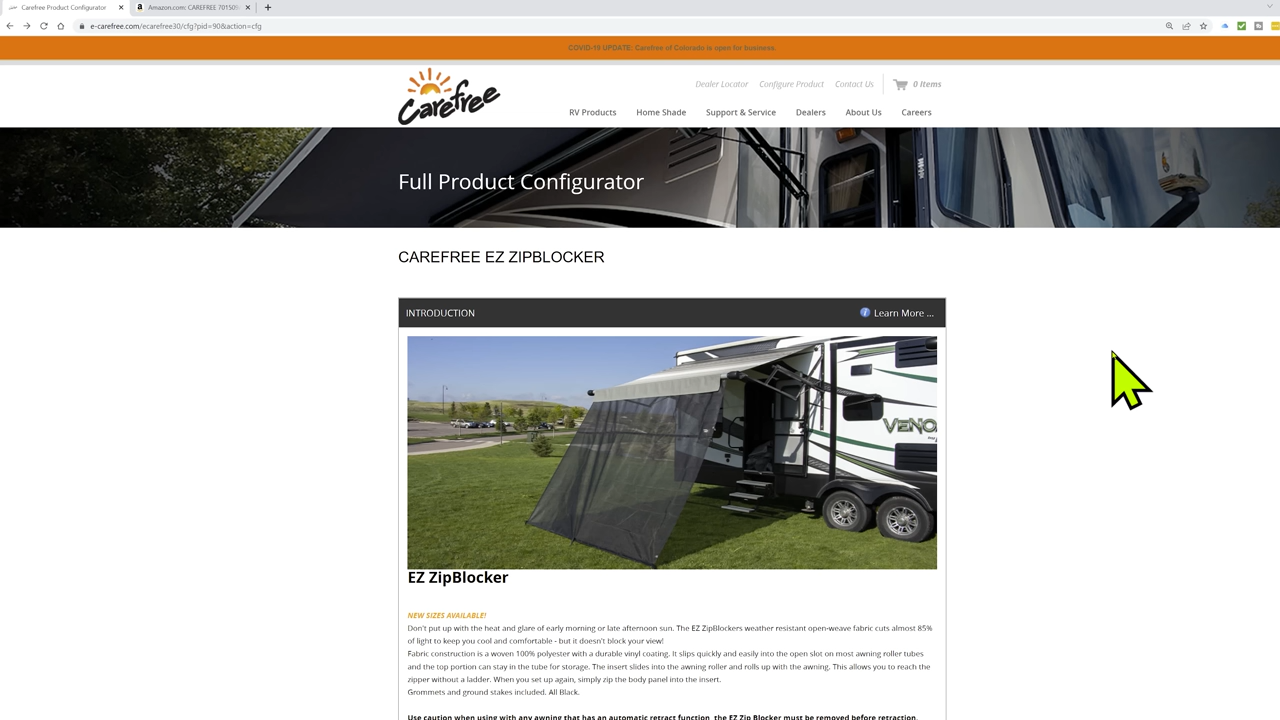 Carefree Product Configurator
Amazon.com: CAREFREE 70150
e-carefree.com/ecarefree30/cfg?pid=90&action=cfg
COVID-19 UPDATE: Carefree of Colorado is open for business.
Carefree
Dealer Locator Configure Product Contact Us 0 Items
RV Products Home Shade Support & Service Dealers About Us Careers
Full Product Configurator
CAREFREE EZ ZIPBLOCKER
INTRODUCTION Learn More ...
EZ ZipBlocker
NEW SIZES AVAILABLE!
Don't put up with the heat and glare of early morning or late afternoon sun. The EZ ZipBlockers weather resistant open-weave fabric cuts almost 85%
of light to keep you cool and comfortable - but it doesn't block your view!
Fabric construction is a woven 100% polyester with a durable vinyl coating. It slips quickly and easily into the open slot on most awning roller tubes
and the top portion can stay in the tube for storage. The insert slides into the awning roller and rolls up with the awning. This allows you to reach the
zipper without a ladder. When you set up again, simply zip the body panel into the insert.
Grommets and ground stakes included. All Black.
Use caution when using with any awning that has an automatic retract function, the EZ Zip Blocker must be removed before retraction.